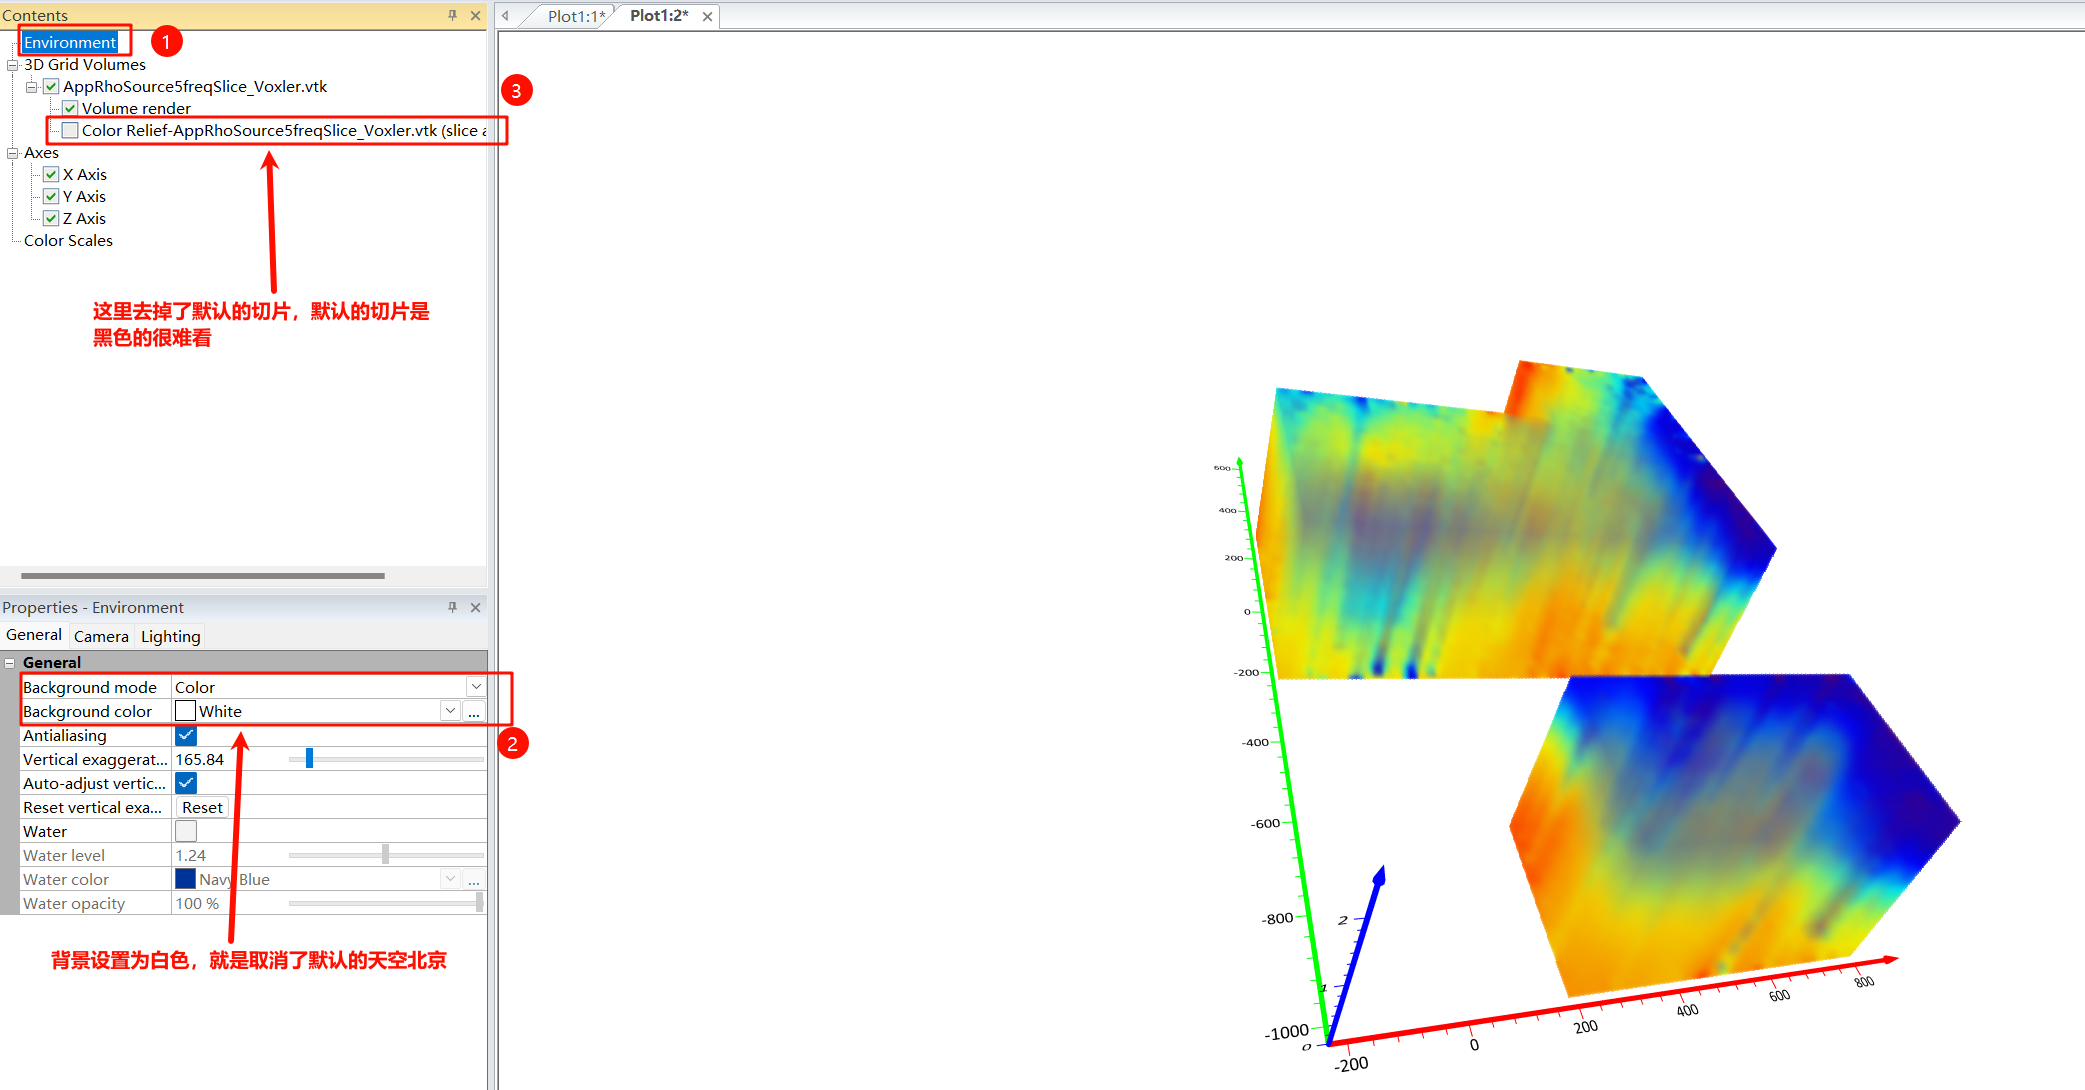 Contents
Plot1:1*
Plot1:2*
Environment
1
3D Grid Volumes
AppRhoSource5freqSlice_Voxler.vtk
3
Volume render
Color Relief-AppRhoSource5freqSlice_Voxler.vtk (slice a
Axes
X Axis
Y Axis
Z Axis
Color Scales
这里去掉了默认的切片，默认的切片是
黑色的很难看
Properties - Environment
General
Camera
Lighting
General
Background mode
Color
Background color
White
...
Antialiasing
2
Vertical exaggerat...
165.84
Auto-adjust vertic...
Reset vertical exa...
Reset
Water
Water level
1.24
Water color
Navy Blue
...
Water opacity
100 %
背景设置为白色，就是取消了默认的天空北京
600
400
200
0
-200
-400
-600
-800
-1000
2
1
0
-200
0
200
400
600
800